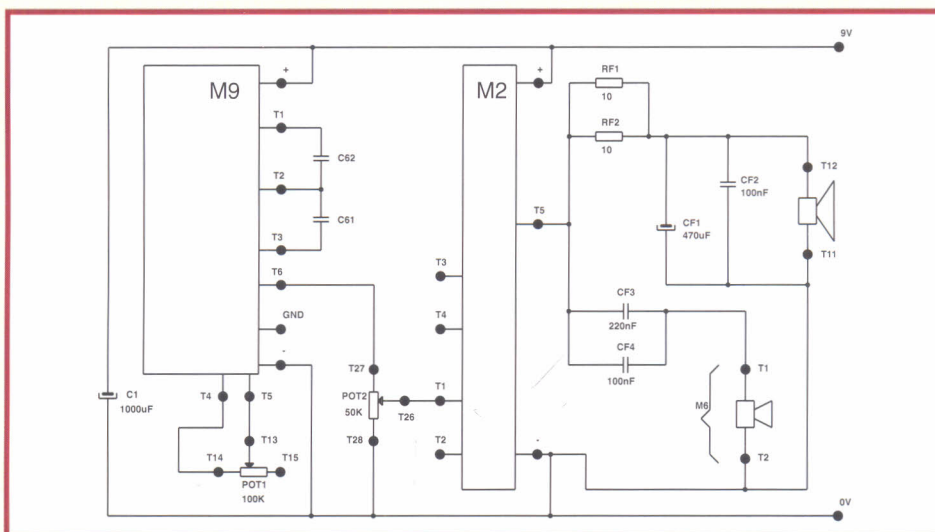 9V
M9
+
T1
C62
T2
C61
T3
T6
GND
-
C1
1000uF
T4
T5
T13
T14
T15
POT1
100K
T27
POT2
50K
T26
T28
M2
+
T5
T3
T4
T1
T2
-
RF1
10
RF2
10
CF1
470uF
CF2
100nF
T12
T11
CF3
220nF
CF4
100nF
M6
T1
T2
0V